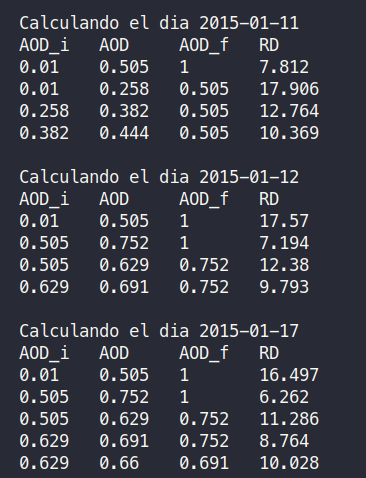 Calculando el dia 2015-01-11
AOD_i AOD AOD_f RD
0.01 0.505 1 7.812
0.01 0.258 0.505 17.906
0.258 0.382 0.505 12.764
0.382 0.444 0.505 10.369
Calculando el dia 2015-01-12
AOD_i AOD AOD_f RD
0.01 0.505 1 17.57
0.505 0.752 1 7.194
0.505 0.629 0.752 12.38
0.629 0.691 0.752 9.793
Calculando el dia 2015-01-17
AOD_i AOD AOD_f RD
0.01 0.505 1 16.497
0.505 0.752 1 6.262
0.505 0.629 0.752 11.286
0.629 0.691 0.752 8.764
0.629 0.66 0.691 10.028